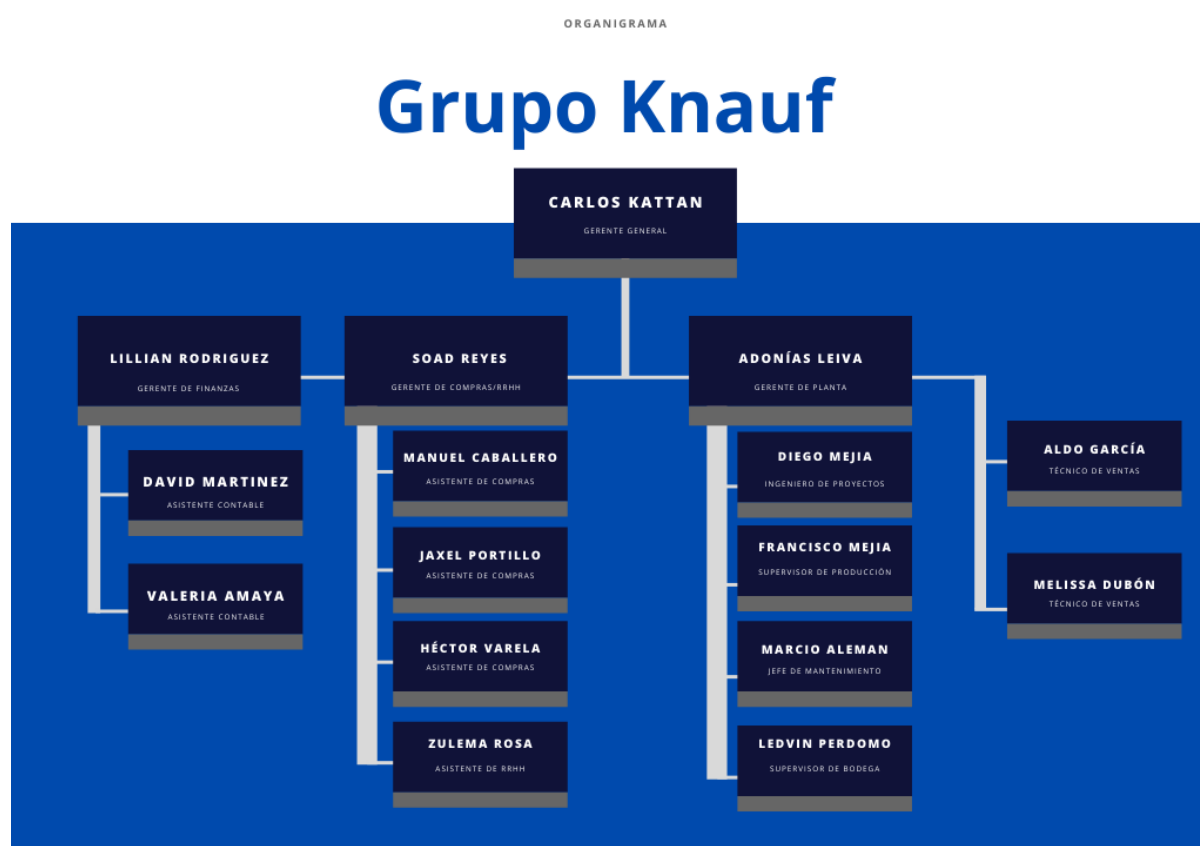 ORGANIGRAMA
Grupo Knauf
CARLOS KATTAN
GERENTE GENERAL
LILLIAN RODRIGUEZ
GERENTE DE FINANZAS
DAVID MARTINEZ
ASISTENTE CONTABLE
VALERIA AMAYA
ASISTENTE CONTABLE
SOAD REYES
GERENTE DE COMPRAS/RRHH
MANUEL CABALLERO
ASISTENTE DE COMPRAS
JAXEL PORTILLO
ASISTENTE DE COMPRAS
HÉCTOR VARELA
ASISTENTE DE COMPRAS
ZULEMA ROSA
ASISTENTE DE RRHH
ADONÍAS LEIVA
GERENTE DE PLANTA
DIEGO MEJIA
INGENIERO DE PROYECTOS
FRANCISCO MEJIA
SUPERVISOR DE PRODUCCIÓN
MARCIO ALEMAN
JEFE DE MANTENIMIENTO
LEDVIN PERDOMO
SUPERVISOR DE BODEGA
ALDO GARCÍA
TÉCNICO DE VENTAS
MELISSA DUBÓN
TÉCNICO DE VENTAS